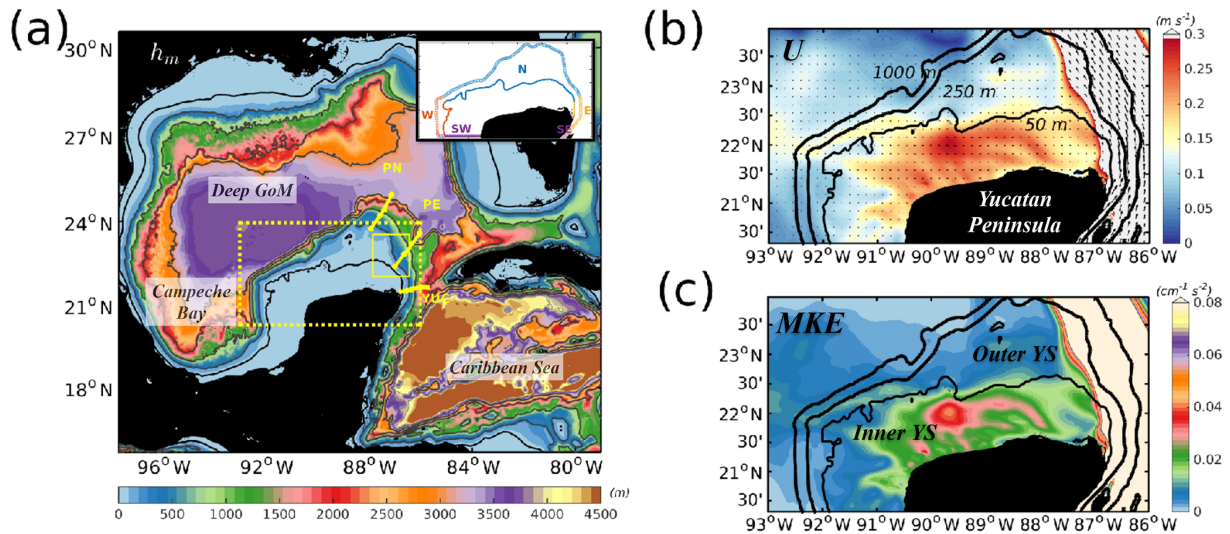 (a)
30°N
27°N
24°N
21°N
18°N
96°W 92°W 88°W 84°W 80°W
h_m
N
W
E
SW
SE
PN
PE
YUC
Deep GoM
Campeche
Bay
Caribbean Sea
0 500 1000 1500 2000 2500 3000 3500 4000 4500 (m)
(b)
U
(m s⁻¹)
30'
23°N
30'
22°N
30'
21°N
30'
1000 m
250 m
50 m
Yucatan
Peninsula
93°W 92°W 91°W 90°W 89°W 88°W 87°W 86°W
0.3
0.25
0.2
0.15
0.1
0.05
0
(c)
MKE
(cm⁻¹ s⁻²)
30'
23°N
30'
22°N
30'
21°N
30'
Outer YS
Inner YS
93°W 92°W 91°W 90°W 89°W 88°W 87°W 86°W
0.08
0.06
0.04
0.02
0